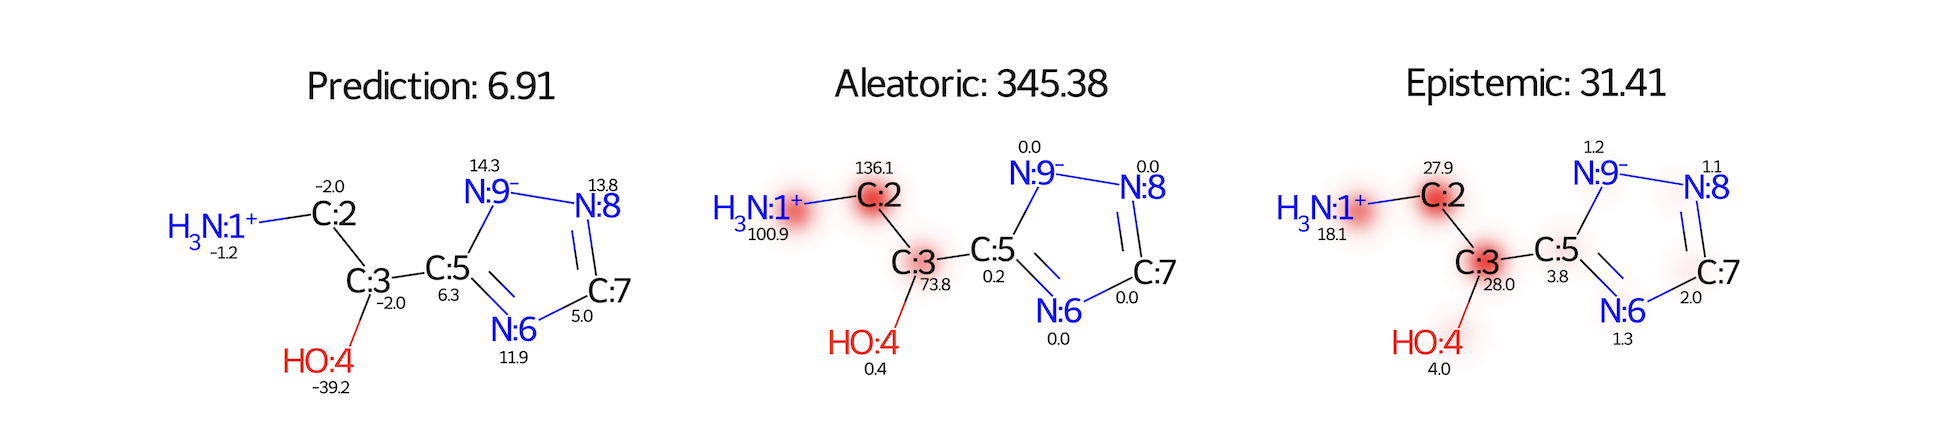 Prediction: 6.91
14.3
N:9⁻
13.8
N:8
−2.0
C:2
H₃N:1⁺
−1.2
C:5
6.3
C:3
−2.0
C:7
5.0
N:6
11.9
HO:4
−39.2
Aleatoric: 345.38
0.0
N:9⁻
0.0
N:8
136.1
C:2
H₃N:1⁺
100.9
C:5
0.2
C:3
73.8
C:7
0.0
N:6
0.0
HO:4
0.4
Epistemic: 31.41
1.2
N:9⁻
1.1
N:8
27.9
C:2
H₃N:1⁺
18.1
C:5
3.8
C:3
28.0
C:7
2.0
N:6
1.3
HO:4
4.0